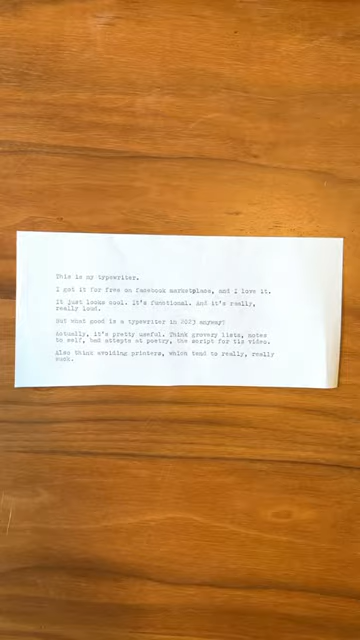 This is my typewriter.
I got it for free on facebook marketplace, and I love it.
It just looks cool. It's functional. And it's really,
really loud.
But what good is a typewriter in 2023 anyway?
Actually, it's pretty useful. Think grovery lists, notes
to self, bad attepts at poetry, the script for tis video.
Also think avoiding printers, which tend to really, really
suck.